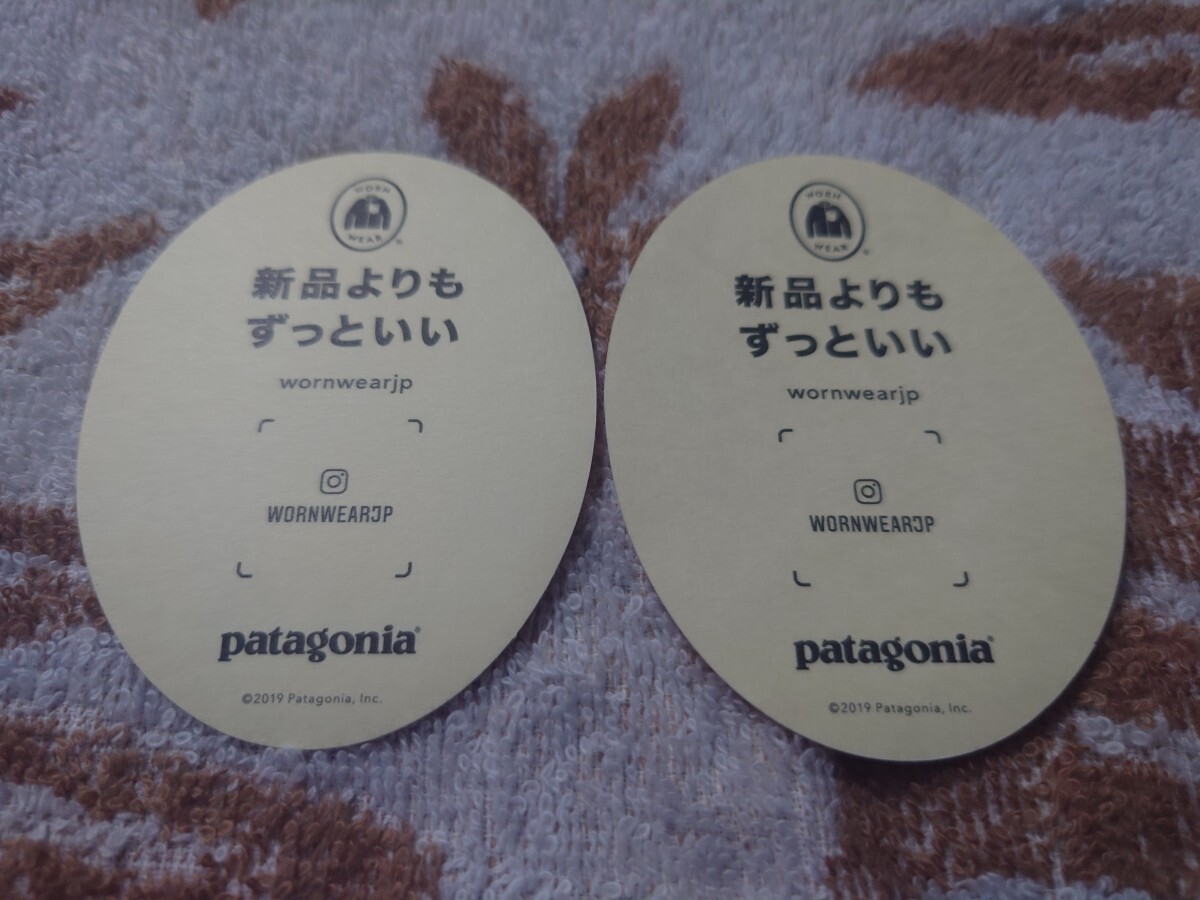 WORN
WEAR®
新品よりも
ずっといい
wornwearjp
WORNWEARJP
patagonia®
©2019 Patagonia, Inc.
WORN
WEAR®
新品よりも
ずっといい
wornwearjp
WORNWEARJP
patagonia®
©2019 Patagonia, Inc.